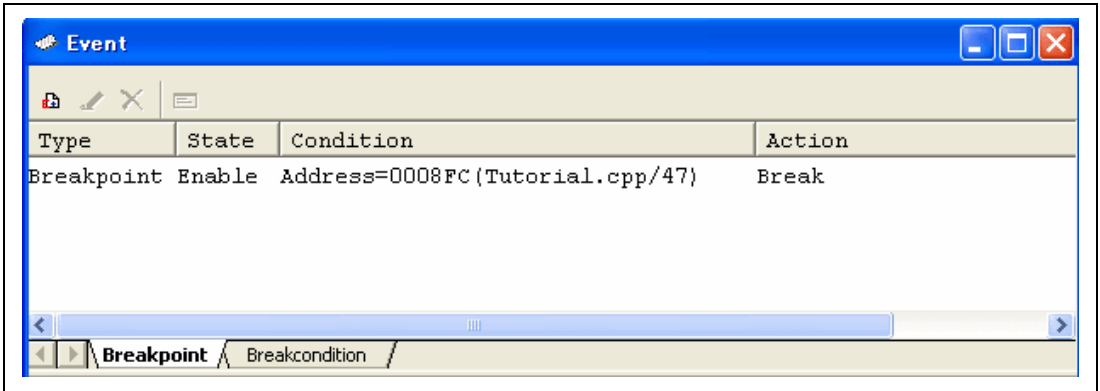 Event
Type State Condition Action
Breakpoint Enable Address=0008FC(Tutorial.cpp/47) Break
Breakpoint Breakcondition